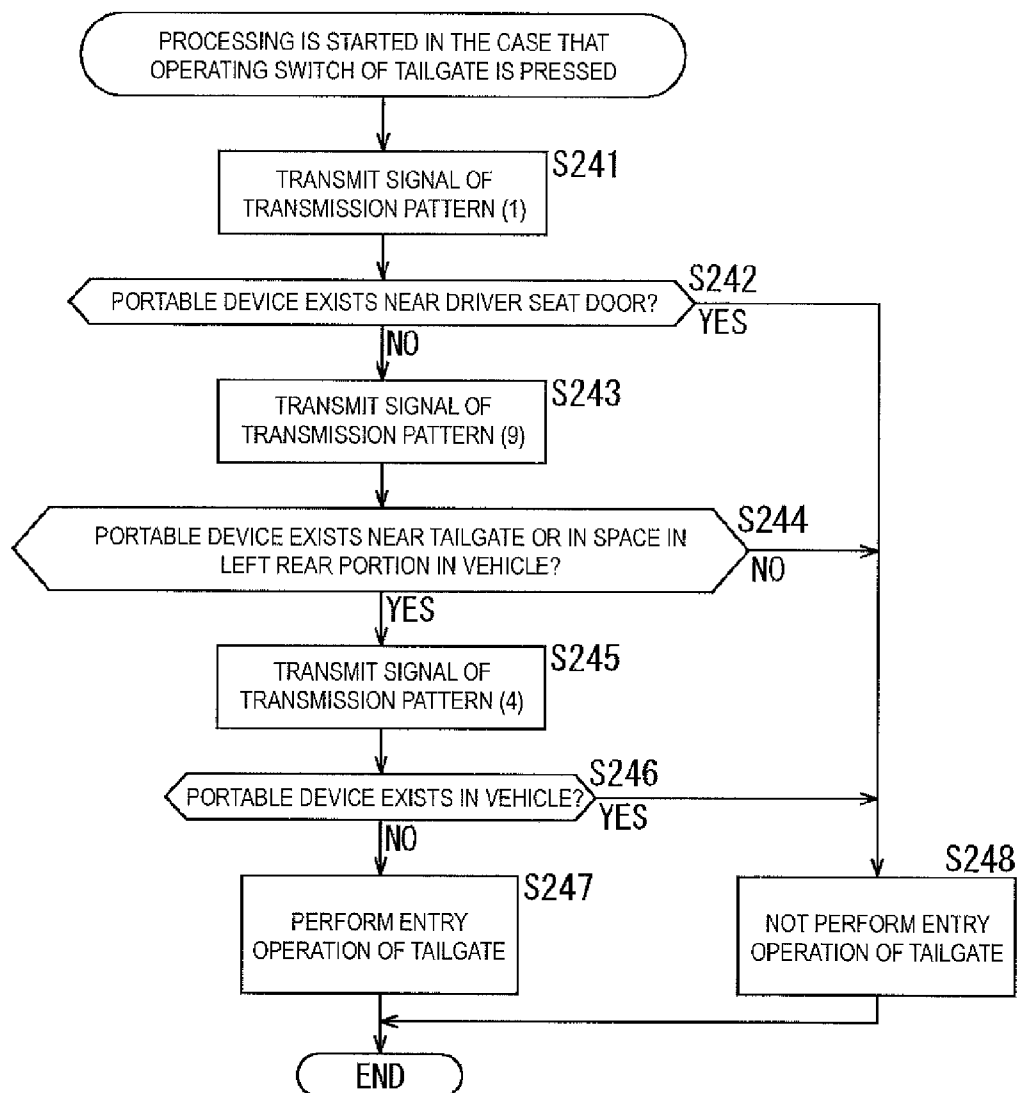 PROCESSING IS STARTED IN THE CASE THAT
OPERATING SWITCH OF TAILGATE IS PRESSED
S241
TRANSMIT SIGNAL OF
TRANSMISSION PATTERN (1)
S242
PORTABLE DEVICE EXISTS NEAR DRIVER SEAT DOOR?
YES
NO
S243
TRANSMIT SIGNAL OF
TRANSMISSION PATTERN (9)
S244
PORTABLE DEVICE EXISTS NEAR TAILGATE OR IN SPACE IN
LEFT REAR PORTION IN VEHICLE?
NO
YES
S245
TRANSMIT SIGNAL OF
TRANSMISSION PATTERN (4)
S246
PORTABLE DEVICE EXISTS IN VEHICLE?
YES
NO
S247
PERFORM ENTRY
OPERATION OF TAILGATE
S248
NOT PERFORM ENTRY
OPERATION OF TAILGATE
END